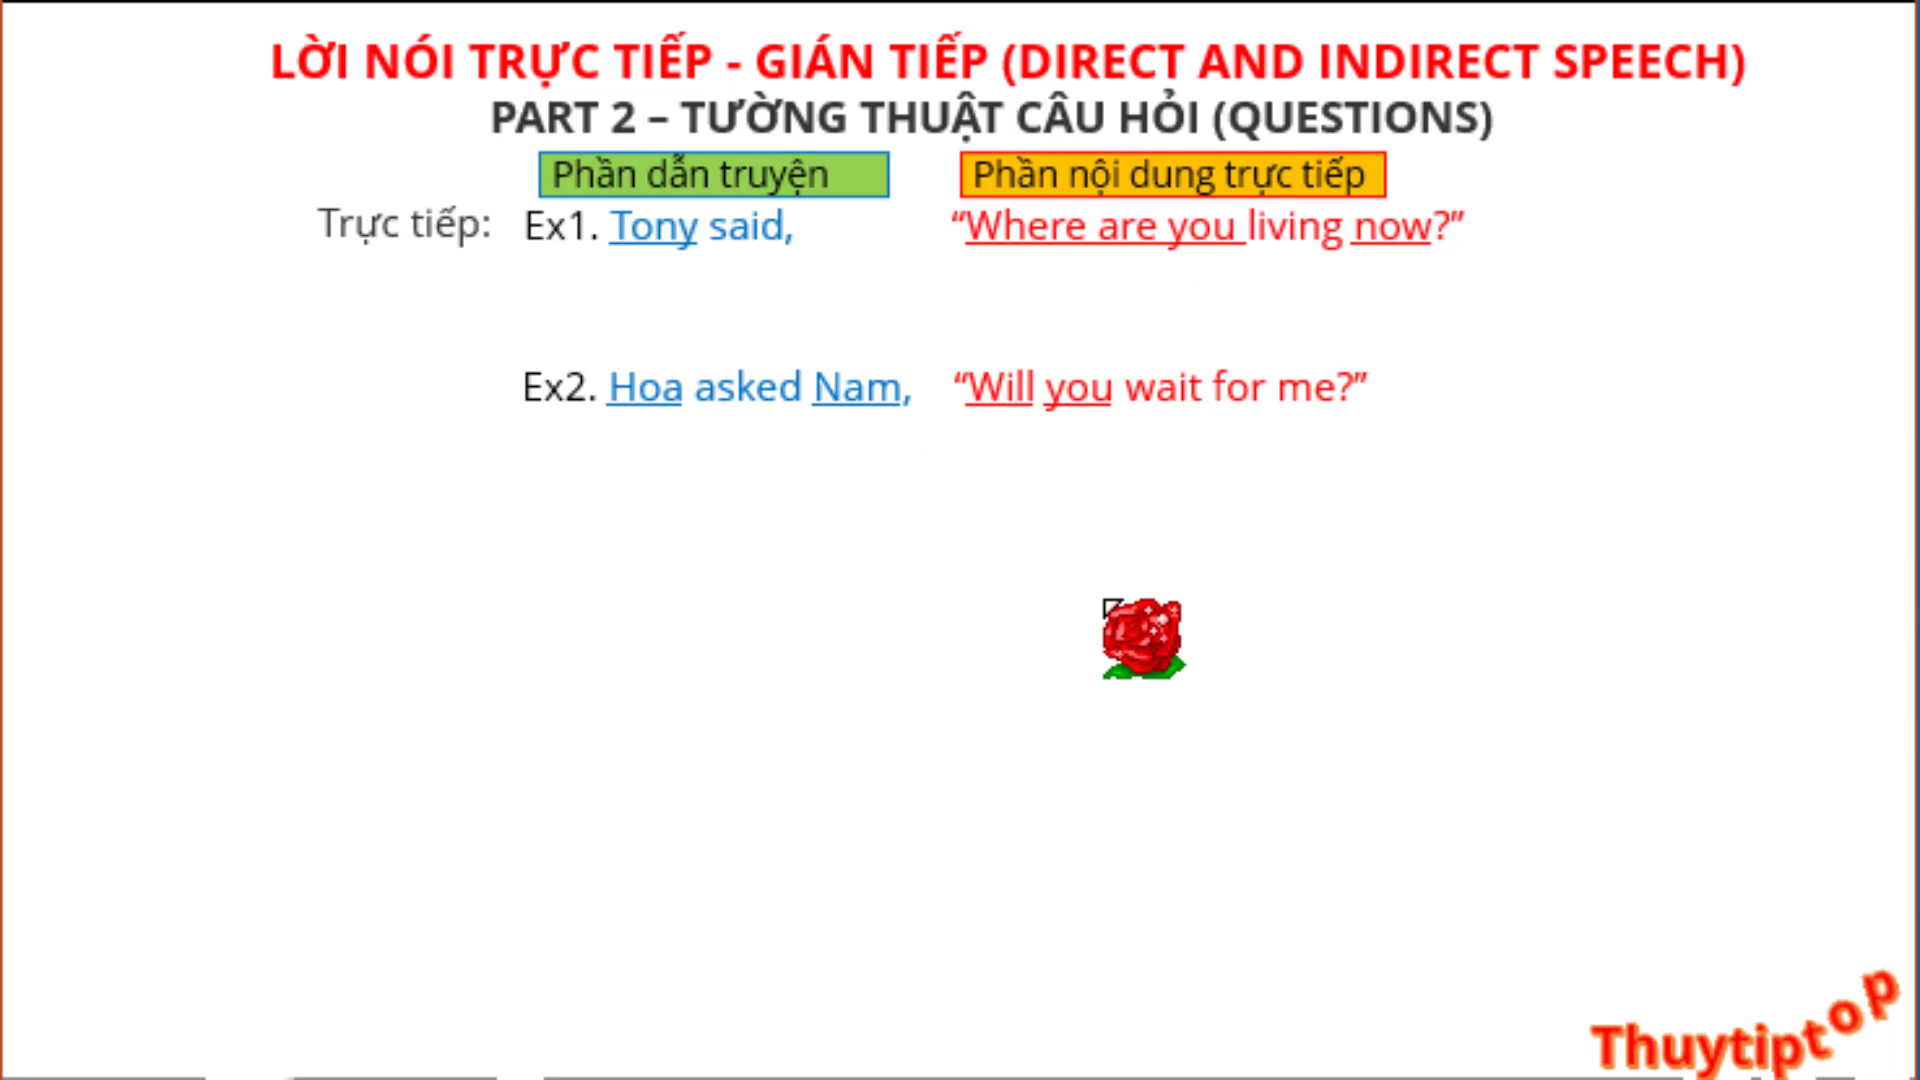 LỜI NÓI TRỰC TIẾP - GIÁN TIẾP (DIRECT AND INDIRECT SPEECH)
PART 2 – TƯỜNG THUẬT CÂU HỎI (QUESTIONS)
Phần dẫn truyện Phần nội dung trực tiếp
Trực tiếp: Ex1. Tony said, “Where are you living now?”
Ex2. Hoa asked Nam, “Will you wait for me?”
Thuytiptop